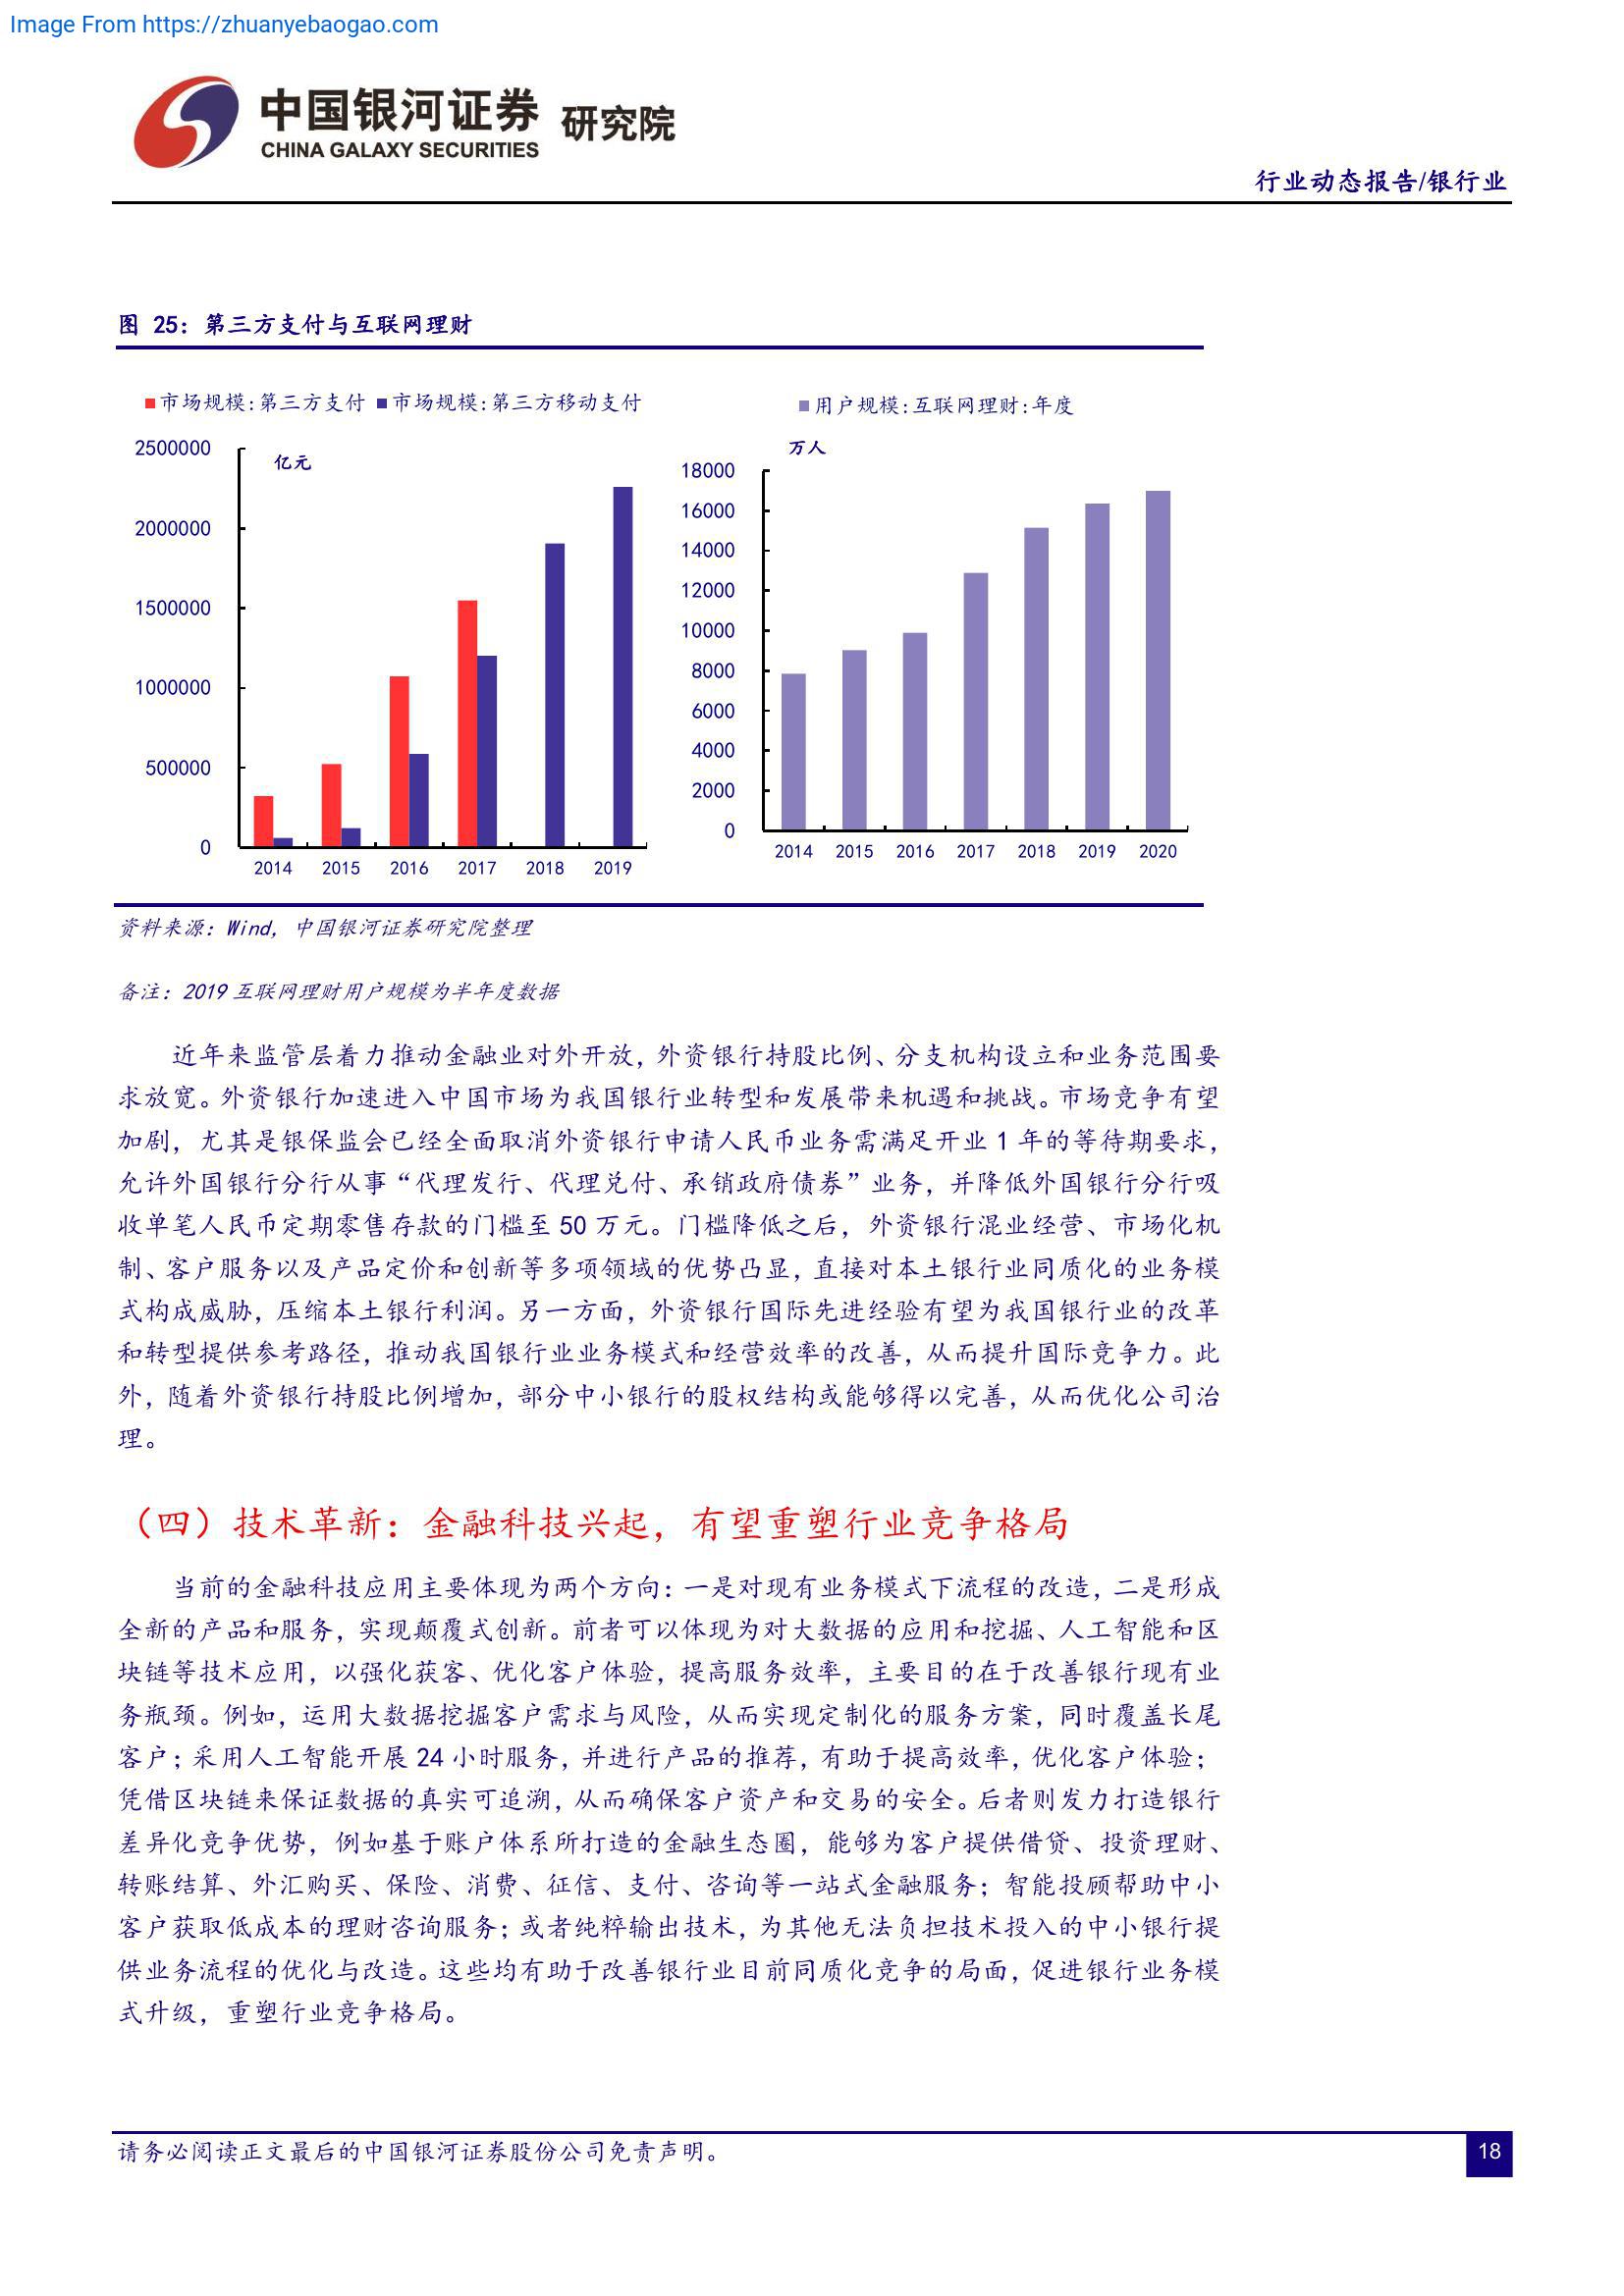 Image From https://zhuanyebaogao.com
中国银河证券 研究院
CHINA GALAXY SECURITIES
行业动态报告/银行业
图 25：第三方支付与互联网理财
市场规模:第三方支付 市场规模:第三方移动支付
亿元
2500000
2000000
1500000
1000000
500000
0
2014 2015 2016 2017 2018 2019
用户规模:互联网理财:年度
万人
18000
16000
14000
12000
10000
8000
6000
4000
2000
0
2014 2015 2016 2017 2018 2019 2020
资料来源：Wind, 中国银河证券研究院整理
备注：2019 互联网理财用户规模为半年度数据
近年来监管层着力推动金融业对外开放，外资银行持股比例、分支机构设立和业务范围要
求放宽。外资银行加速进入中国市场为我国银行业转型和发展带来机遇和挑战。市场竞争有望
加剧，尤其是银保监会已经全面取消外资银行申请人民币业务需满足开业 1 年的等待期要求，
允许外国银行分行从事“代理发行、代理兑付、承销政府债券”业务，并降低外国银行分行吸
收单笔人民币定期零售存款的门槛至 50 万元。门槛降低之后，外资银行混业经营、市场化机
制、客户服务以及产品定价和创新等多项领域的优势凸显，直接对本土银行业同质化的业务模
式构成威胁，压缩本土银行利润。另一方面，外资银行国际先进经验有望为我国银行业的改革
和转型提供参考路径，推动我国银行业业务模式和经营效率的改善，从而提升国际竞争力。此
外，随着外资银行持股比例增加，部分中小银行的股权结构或能够得以完善，从而优化公司治
理。
（四）技术革新：金融科技兴起，有望重塑行业竞争格局
当前的金融科技应用主要体现为两个方向：一是对现有业务模式下流程的改造，二是形成
全新的产品和服务，实现颠覆式创新。前者可以体现为对大数据的应用和挖掘、人工智能和区
块链等技术应用，以强化获客、优化客户体验，提高服务效率，主要目的在于改善银行现有业
务瓶颈。例如，运用大数据挖掘客户需求与风险，从而实现定制化的服务方案，同时覆盖长尾
客户；采用人工智能开展 24 小时服务，并进行产品的推荐，有助于提高效率，优化客户体验；
凭借区块链来保证数据的真实可追溯，从而确保客户资产和交易的安全。后者则发力打造银行
差异化竞争优势，例如基于账户体系所打造的金融生态圈，能够为客户提供借贷、投资理财、
转账结算、外汇购买、保险、消费、征信、支付、咨询等一站式金融服务；智能投顾帮助中小
客户获取低成本的理财咨询服务；或者纯粹输出技术，为其他无法负担技术投入的中小银行提
供业务流程的优化与改造。这些均有助于改善银行业目前同质化竞争的局面，促进银行业务模
式升级，重塑行业竞争格局。
请务必阅读正文最后的中国银河证券股份公司免责声明。
18